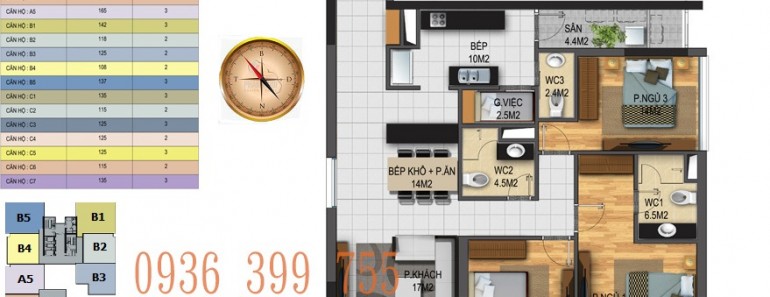 CĂN HỘ : A5 165 3
CĂN HỘ : B1 142 3
CĂN HỘ : B2 118 2
CĂN HỘ : B3 125 2
CĂN HỘ : B4 108 2
CĂN HỘ : B5 137 3
CĂN HỘ : C1 135 3
CĂN HỘ : C2 115 2
CĂN HỘ : C3 125 3
CĂN HỘ : C4 125 2
CĂN HỘ : C5 125 3
CĂN HỘ : C6 115 2
CĂN HỘ : C7 135 3
B
T
D
N
BẾP
10M2
SÂN
4.4M2
WC3
2.4M2
P.NGỦ 3
14M2
G.VIỆC
2.5M2
BẾP KHÔ + P.ĂN
14M2
WC2
4.5M2
WC1
6.5M2
P.KHÁCH
17M2
B5
B1
B4
B2
A5
B3
0936 399 755